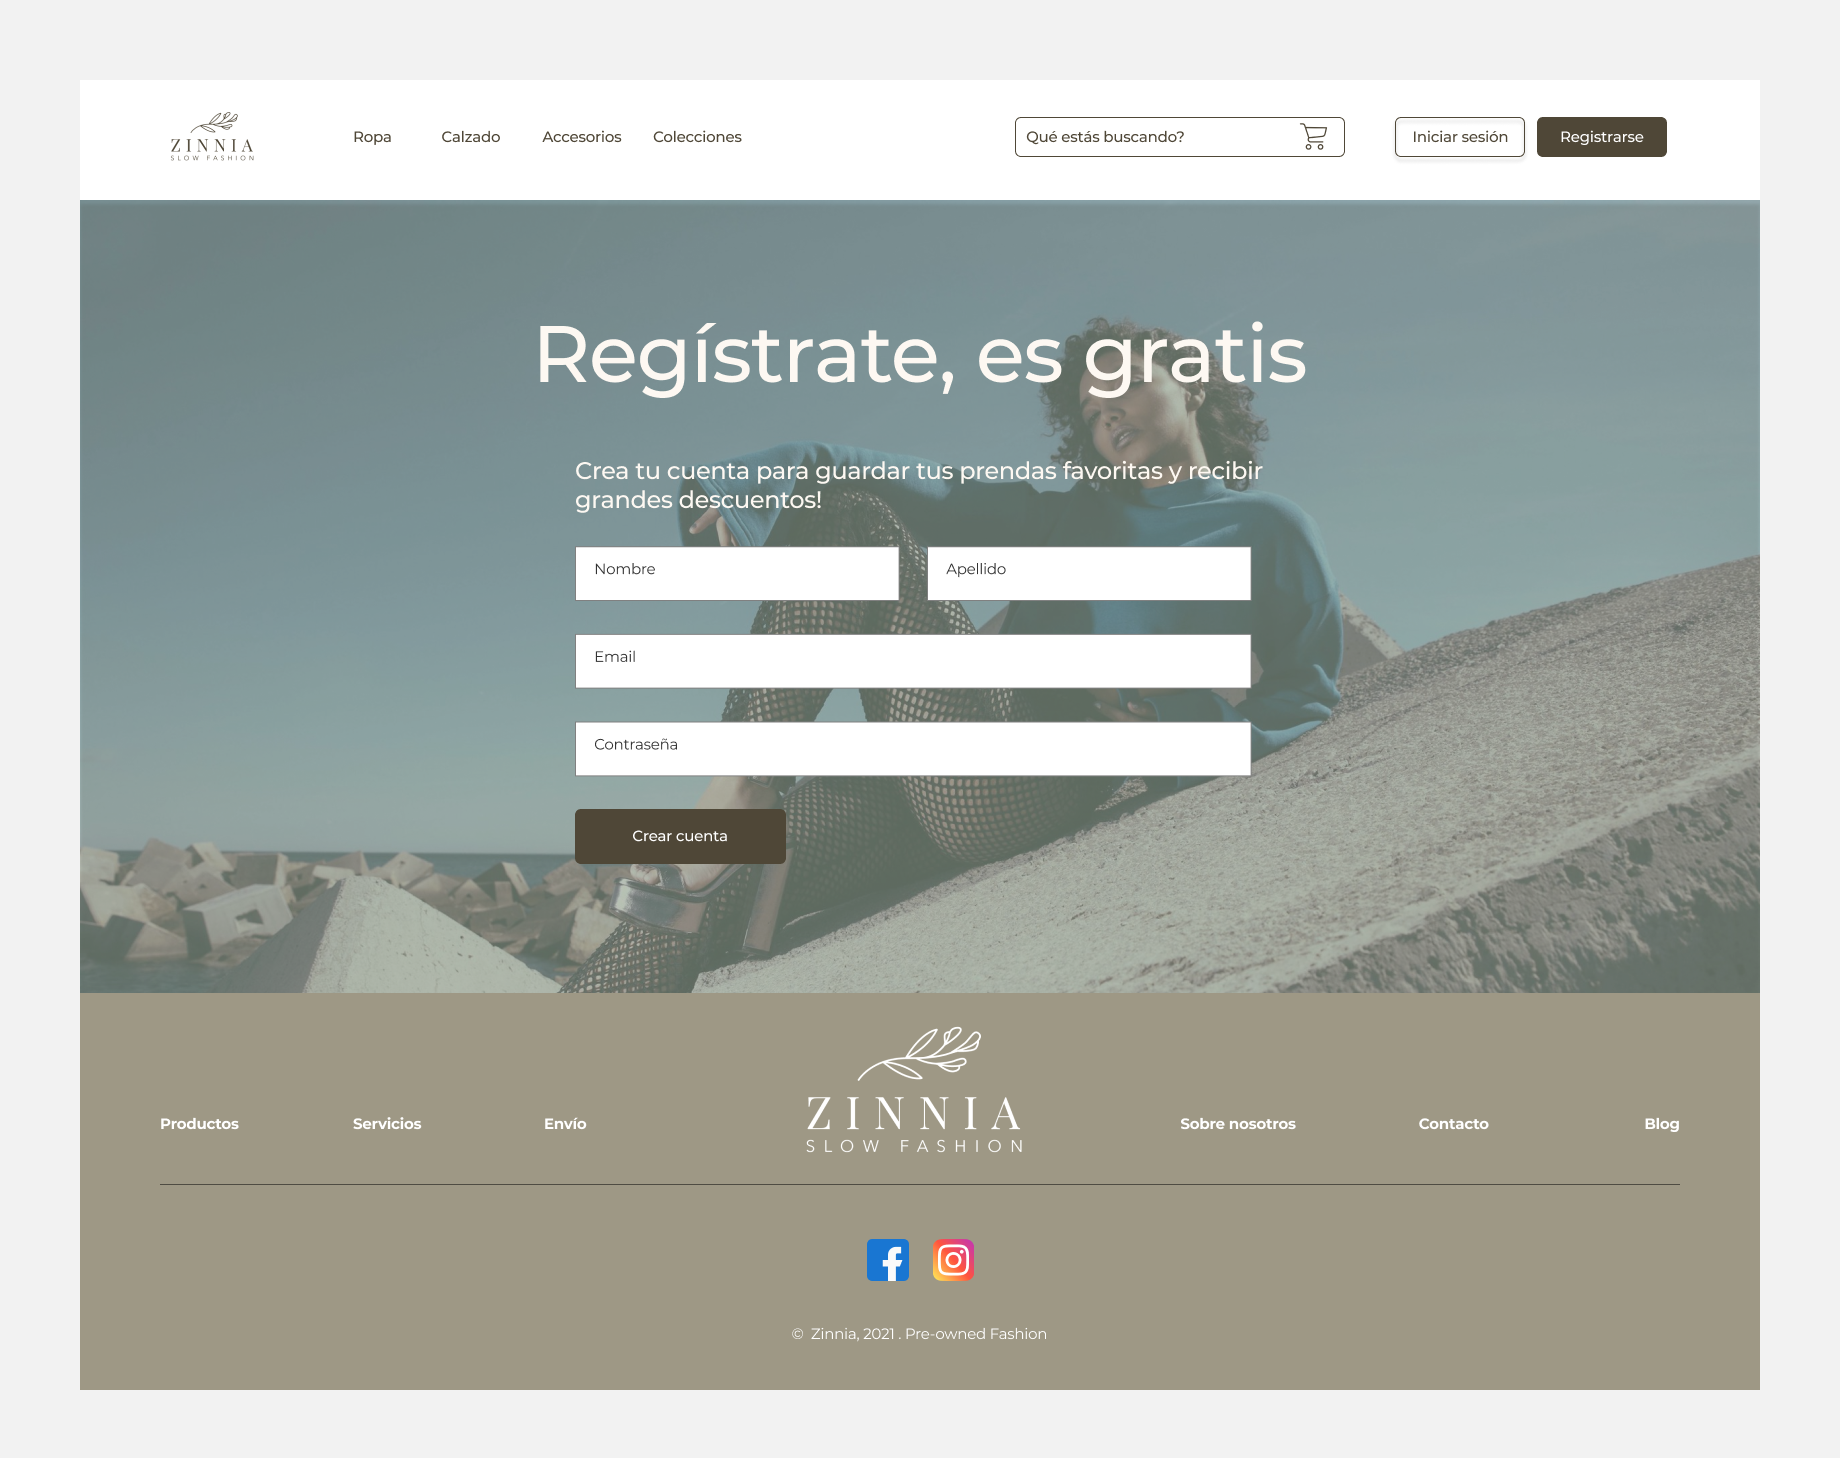 ZINNIA
SLOW FASHION
Ropa
Calzado
Accesorios
Colecciones
Qué estás buscando?
Iniciar sesión
Registrarse
Regístrate, es gratis
Crea tu cuenta para guardar tus prendas favoritas y recibir
grandes descuentos!
Nombre
Apellido
Email
Contraseña
Crear cuenta
Productos
Servicios
Envío
ZINNIA
SLOW FASHION
Sobre nosotros
Contacto
Blog
© Zinnia, 2021 . Pre-owned Fashion